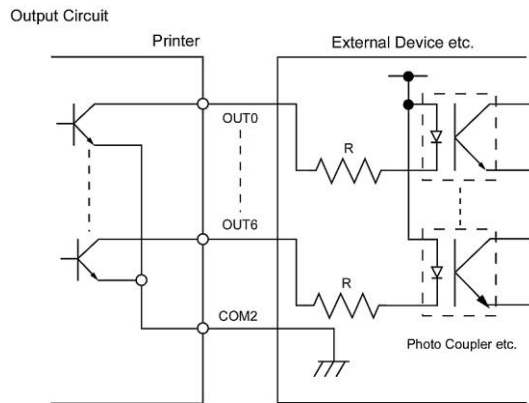 Output Circuit
Printer
External Device etc.
OUT0
R
OUT6
R
COM2
Photo Coupler etc.